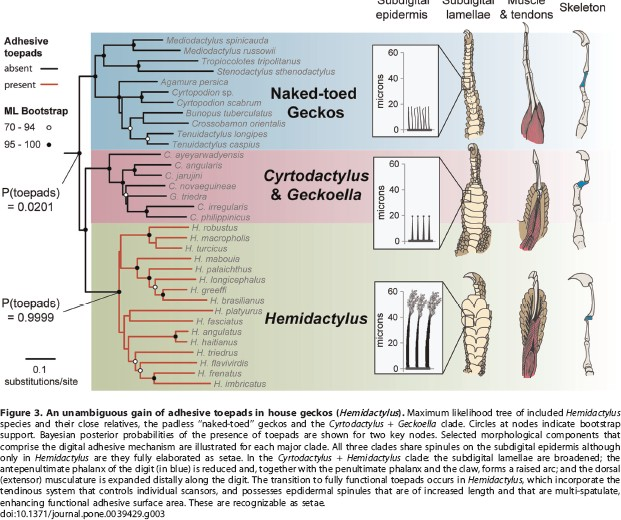 Subdigital
epidermis
Subdigital
lamellae
Muscle
& tendons
Skeleton
Adhesive
toepads
absent
present
ML Bootstrap
70 - 94
95 - 100
P(toepads)
= 0.0201
P(toepads)
= 0.9999
0.1
substitutions/site
Mediodactylus spinicauda
Mediodactylus russowii
Tropiocolotes tripolitanus
Stenodactylus sthenodactylus
Agamura persica
Cyrtopodion sp.
Cyrtopodion scabrum
Bunopus tuberculatus
Crossobamon orientalis
Tenuidactylus longipes
Tenuidactylus caspius
Naked-toed
Geckos
C. ayeyarwadyensis
C. angularis
C. jarujini
C. novaeguineae
G. triedra
C. irregularis
C. philippinicus
Cyrtodactylus
& Geckoella
H. robustus
H. macropholis
H. turcicus
H. mabouia
H. palaichthus
H. longicephalus
H. greeffi
H. brasilianus
H. platyurus
H. fasciatus
H. angulatus
H. haitianus
H. triedrus
H. flavivirdis
H. frenatus
H. imbricatus
Hemidactylus
microns
60
40
20
0
microns
60
40
20
0
microns
60
40
20
0
Figure 3. An unambiguous gain of adhesive toepads in house geckos (Hemidactylus). Maximum likelihood tree of included Hemidactylus
species and their close relatives, the padless "naked-toed" geckos and the Cyrtodactylus + Geckoella clade. Circles at nodes indicate bootstrap
support. Bayesian posterior probabilities of the presence of toepads are shown for two key nodes. Selected morphological components that
comprise the digital adhesive mechanism are illustrated for each major clade. All three clades share spinules on the subdigital epidermis although
only in Hemidactylus are they fully elaborated as setae. In the Hemidactylus clade the subdigital lamellae are broadened; the
antepenultimate phalanx of the digit (in blue) is reduced and, together with the penultimate phalanx and the claw, forms a raised arc; and the dorsal
(extensor) musculature is expanded distally along the digit. The transition to fully functional toepads occurs in Hemidactylus, which incorporate the
tendinous system that controls individual scansors, and possesses epdidermal spinules that are of increased length and that are multi-spatulate,
enhancing functional adhesive surface area. These are recognizable as setae.
doi:10.1371/journal.pone.0039429.g003